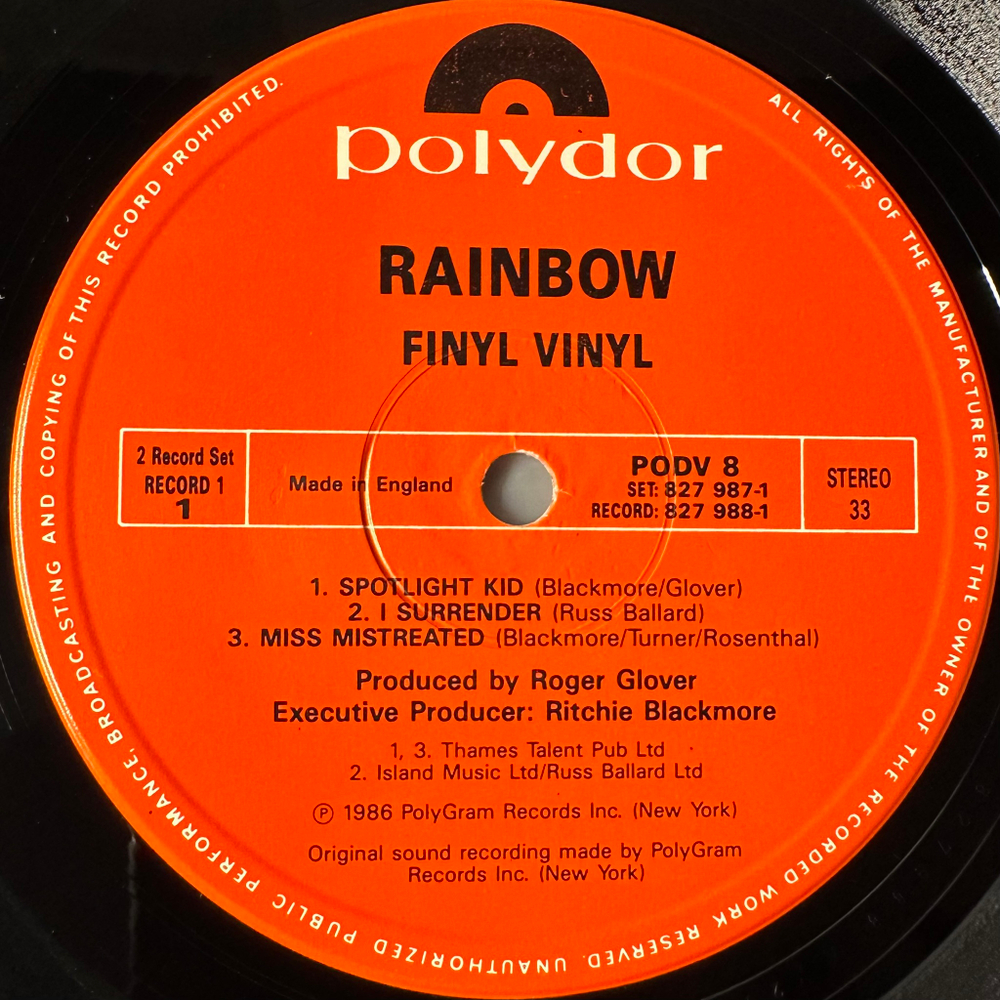 polydor
RAINBOW
FINYL VINYL
2 Record Set
RECORD 1
1
Made in England
PODV 8
SET: 827 987-1
RECORD: 827 988-1
STEREO
33
1. SPOTLIGHT KID (Blackmore/Glover)
2. I SURRENDER (Russ Ballard)
3. MISS MISTREATED (Blackmore/Turner/Rosenthal)
Produced by Roger Glover
Executive Producer: Ritchie Blackmore
1, 3. Thames Talent Pub Ltd
2. Island Music Ltd/Russ Ballard Ltd
Ⓟ 1986 PolyGram Records Inc. (New York)
Original sound recording made by PolyGram
Records Inc. (New York)
ALL RIGHTS OF THE MANUFACTURER AND OF THE OWNER OF THE RECORDED WORK RESERVED. UNAUTHORIZED PUBLIC PERFORMANCE, BROADCASTING AND COPYING OF THIS RECORD PROHIBITED.